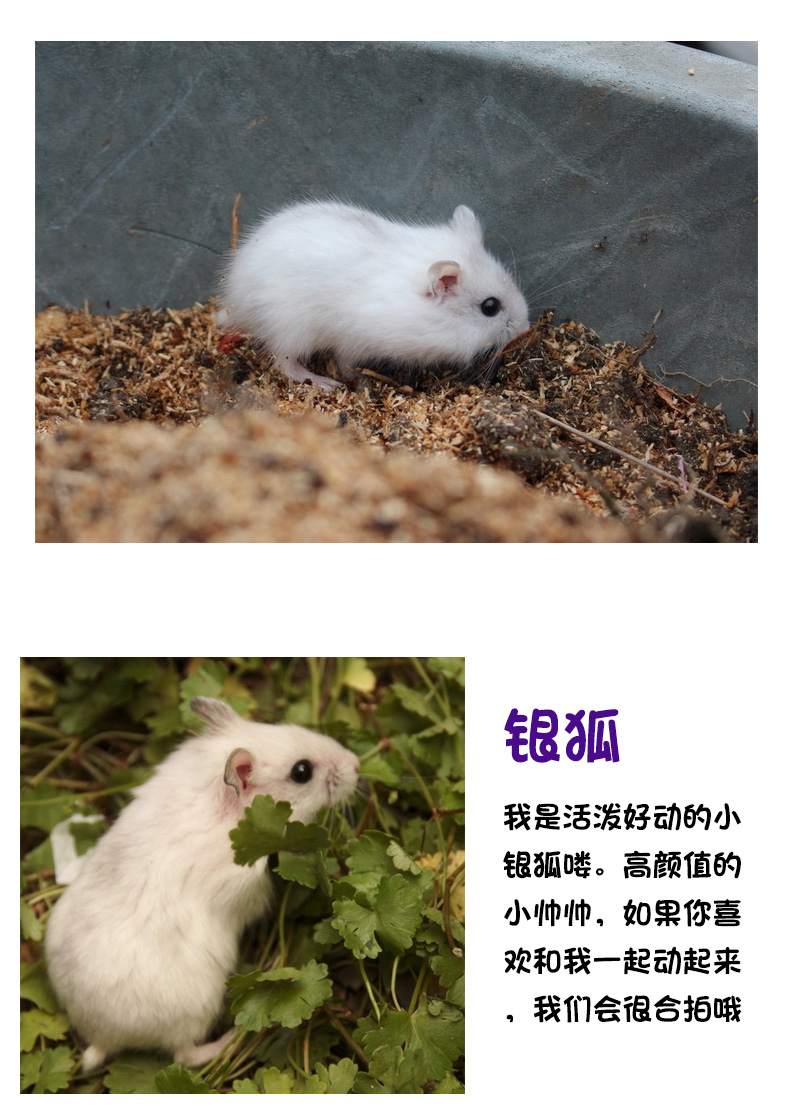 银狐
我是活泼好动的小
银狐喽。高颜值的
小帅帅，如果你喜
欢和我一起动起来
，我们会很合拍哦